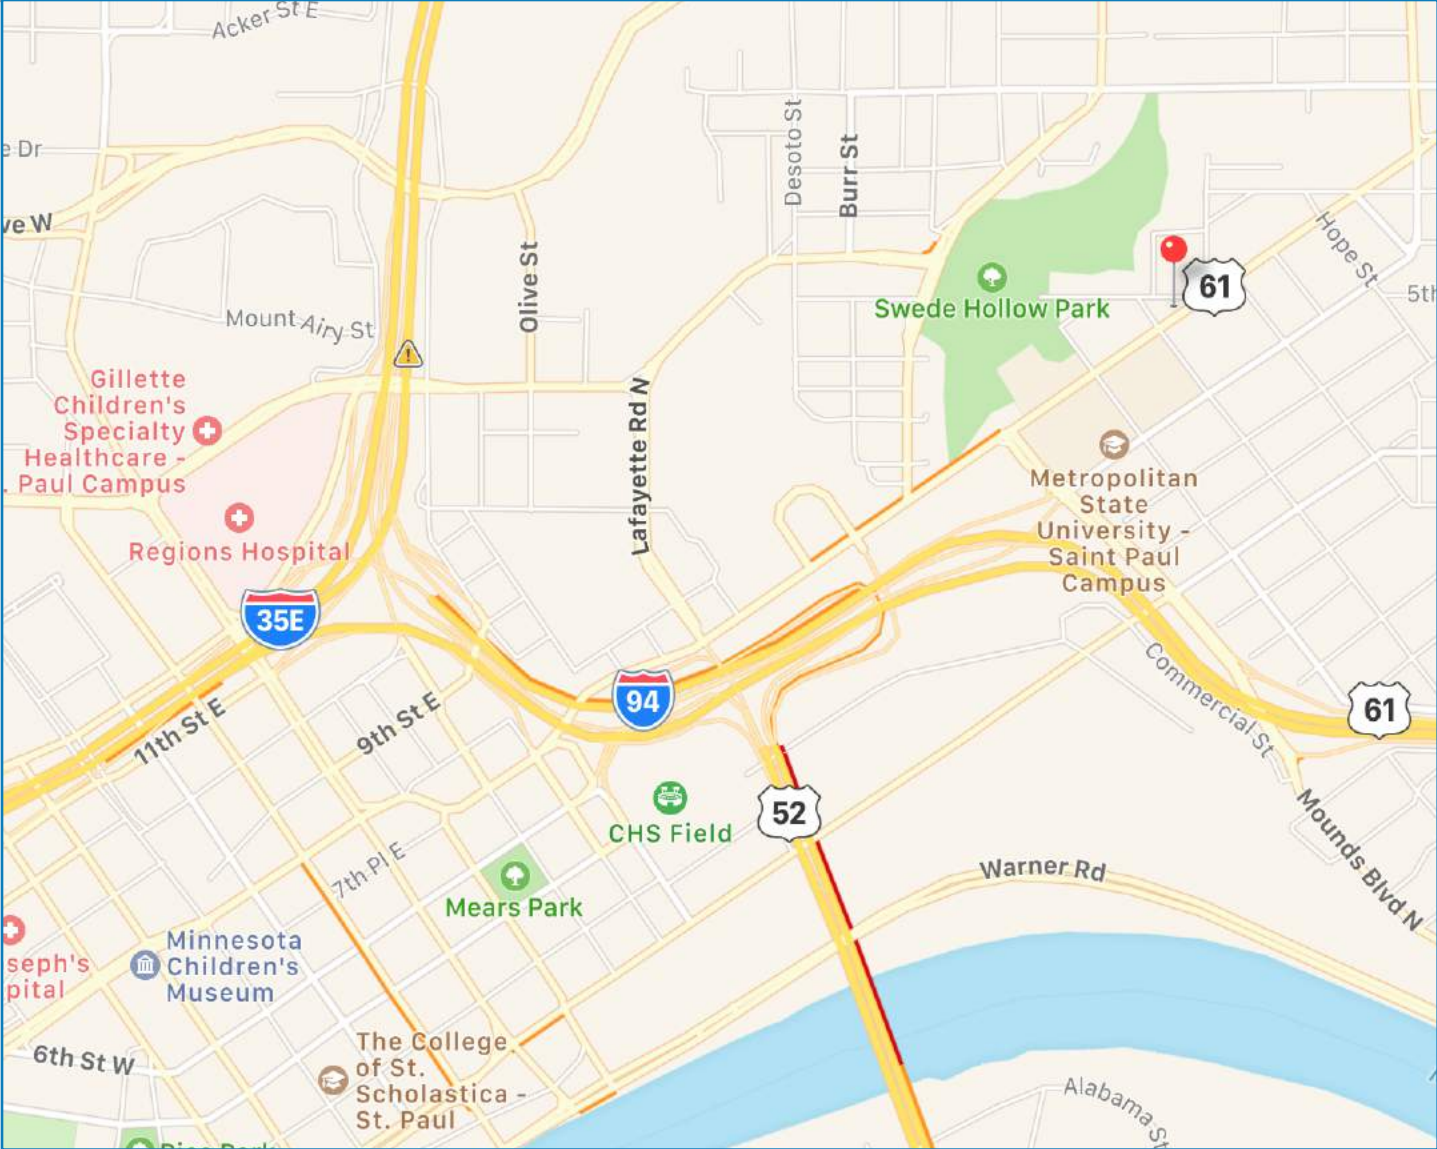 Acker St E
Desoto St
Burr St
e Dr
ve W
Hope St
Olive St
61
5th
Swede Hollow Park
Mount Airy St
Gillette
Children's
Specialty
Healthcare -
. Paul Campus
Lafayette Rd N
Metropolitan
State
University -
Saint Paul
Campus
Regions Hospital
35E
94
Commercial St
61
11th St E
9th St E
52
CHS Field
7th Pl E
Mears Park
Warner Rd
Mounds Blvd N
seph's
pital
Minnesota
Children's
Museum
6th St W
The College
of St.
Scholastica -
St. Paul
Alabama St